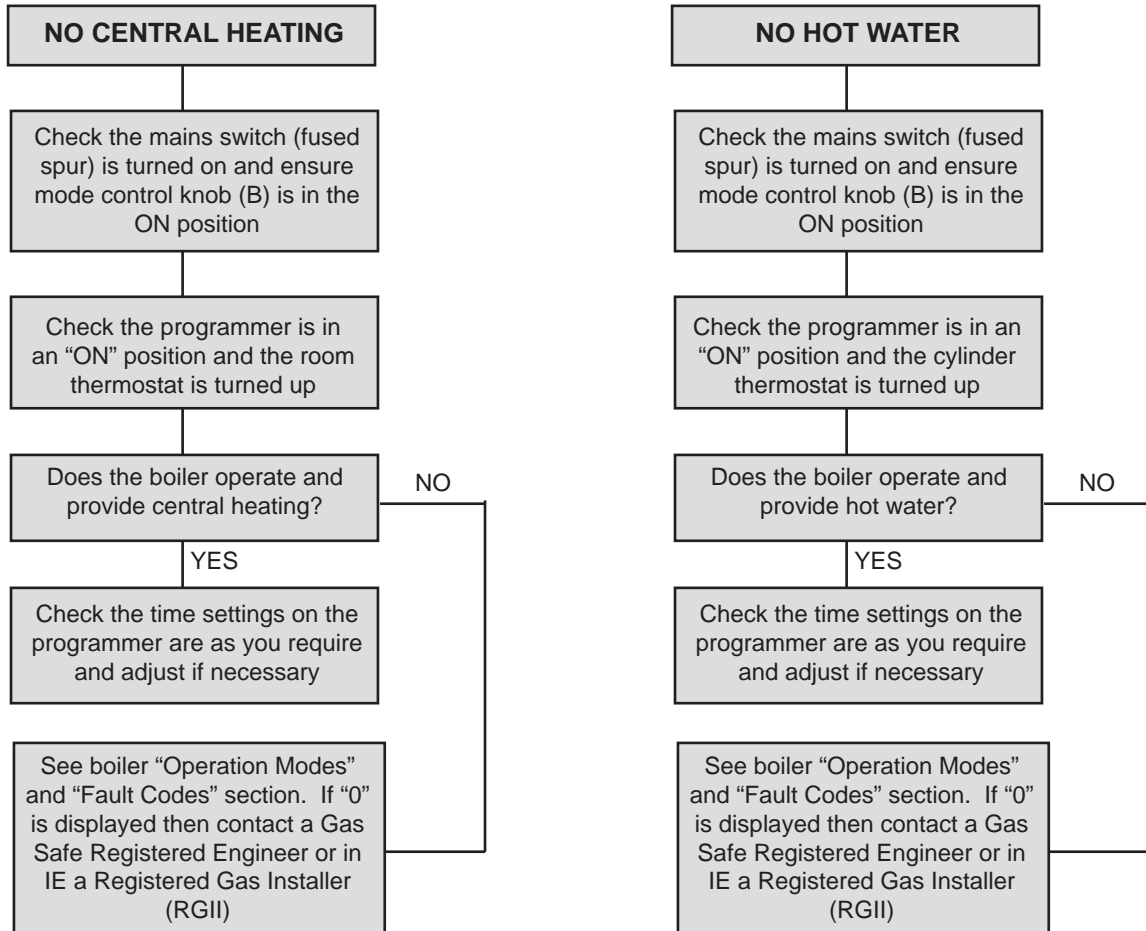 NO CENTRAL HEATING
Check the mains switch (fused
spur) is turned on and ensure
mode control knob (B) is in the
ON position
Check the programmer is in
an “ON” position and the room
thermostat is turned up
Does the boiler operate and
provide central heating?
NO
YES
Check the time settings on the
programmer are as you require
and adjust if necessary
See boiler “Operation Modes”
and “Fault Codes” section.  If “0”
is displayed then contact a Gas
Safe Registered Engineer or in
IE a Registered Gas Installer
(RGII)
NO HOT WATER
Check the mains switch (fused
spur) is turned on and ensure
mode control knob (B) is in the
ON position
Check the programmer is in an
“ON” position and the cylinder
thermostat is turned up
Does the boiler operate and
provide hot water?
NO
YES
Check the time settings on the
programmer are as you require
and adjust if necessary
See boiler “Operation Modes”
and “Fault Codes” section.  If “0”
is displayed then contact a Gas
Safe Registered Engineer or in
IE a Registered Gas Installer
(RGII)